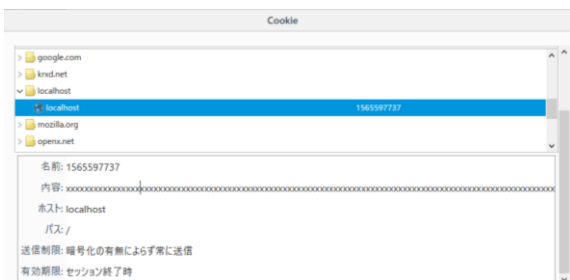 Cookie
google.com
krxd.net
localhost
localhost 1565597737
mozilla.org
openx.net
名前: 1565597737
ホスト: localhost
パス: /
送信制限: 暗号化の有無によらず常に送信
有効期限: セッション終了時
内容: